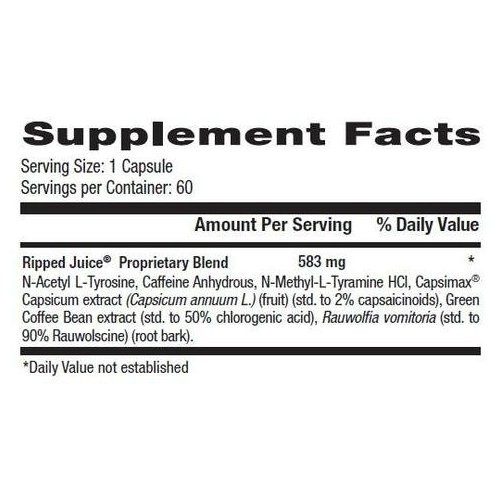 Supplement Facts
Serving Size: 1 Capsule
Servings per Container: 60
Amount Per Serving % Daily Value
Ripped Juice® Proprietary Blend 583 mg *
N-Acetyl L-Tyrosine, Caffeine Anhydrous, N-Methyl-L-Tyramine HCl, Capsimax®
Capsicum extract (Capsicum annuum L.) (fruit) (std. to 2% capsaicinoids), Green
Coffee Bean extract (std. to 50% chlorogenic acid), Rauwolfia vomitoria (std. to
90% Rauwolscine) (root bark).
*Daily Value not established